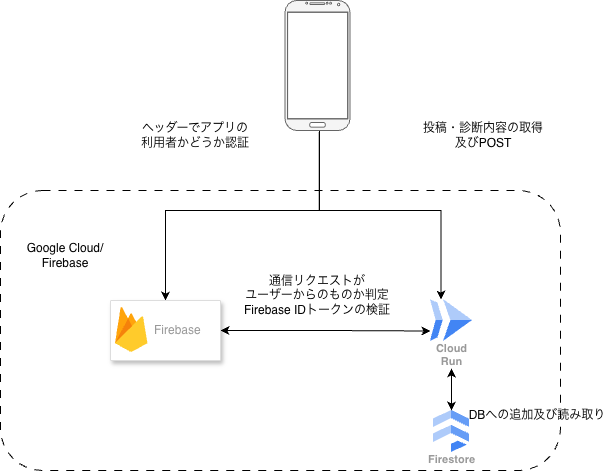 ヘッダーでアプリの
利用者かどうか認証
投稿・診断内容の取得
及びPOST
Google Cloud/
Firebase
通信リクエストが
ユーザーからのものか判定
Firebase IDトークンの検証
Firebase
Cloud
Run
DBへの追加及び読み取り
Firestore